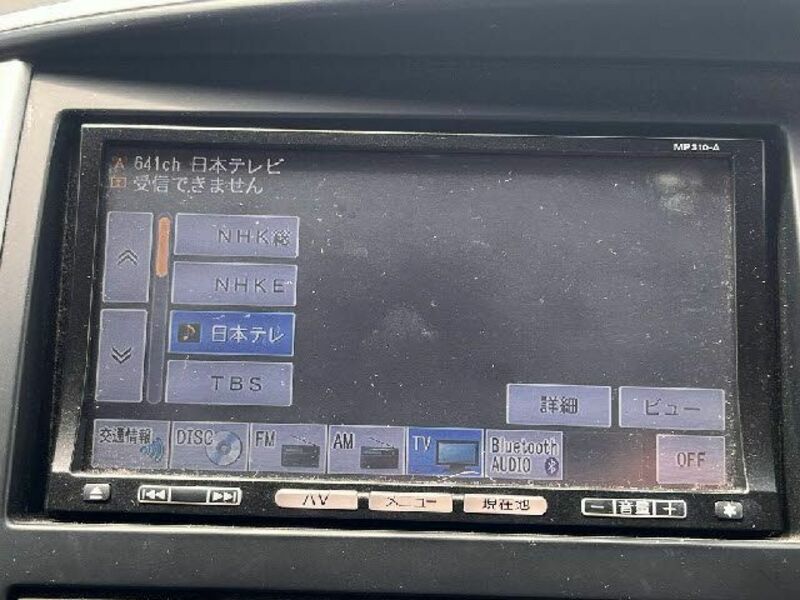 MP310-A
641ch 日本テレビ
受信できません
NHK総
NHKE
日本テレ
TBS
詳細
ビュー
交通情報
DISC
FM
AM
TV
Bluetooth
AUDIO
OFF
AV
メニュー
現在地
− 音量 +